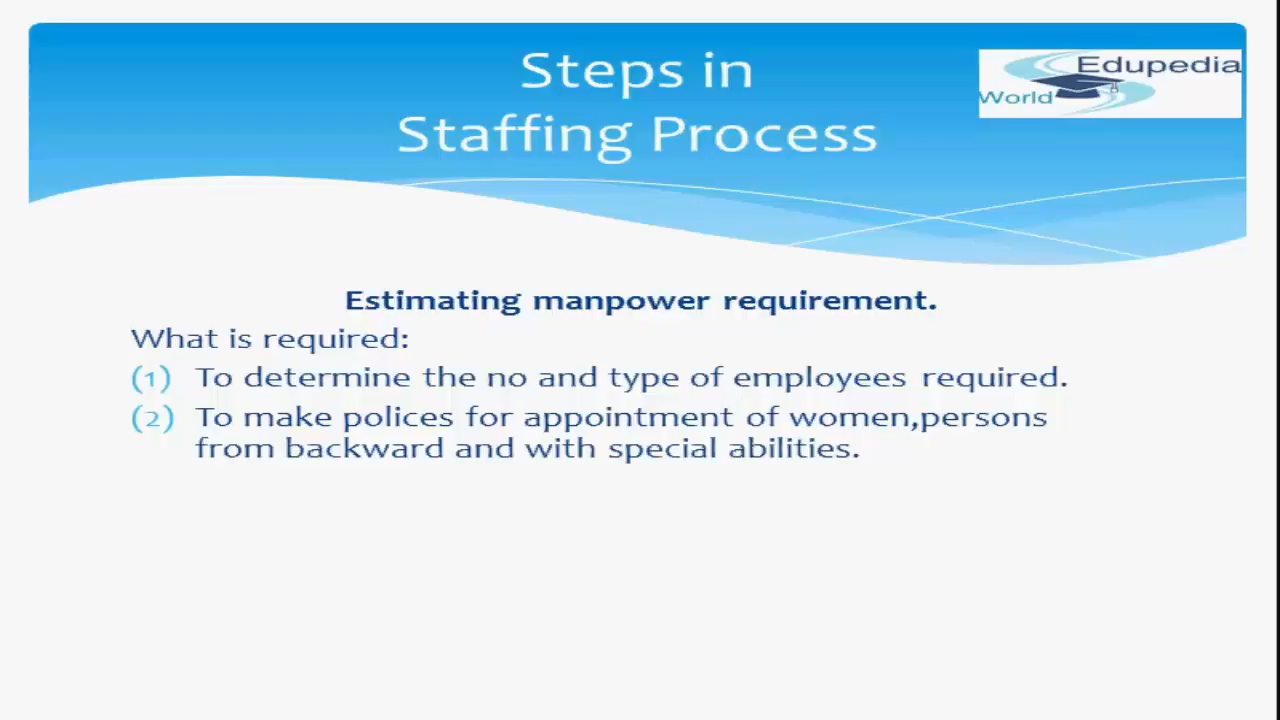 Steps in
Staffing Process
Edupedia
World
Estimating manpower requirement.
What is required:
(1) To determine the no and type of employees required.
(2) To make polices for appointment of women,persons
from backward and with special abilities.